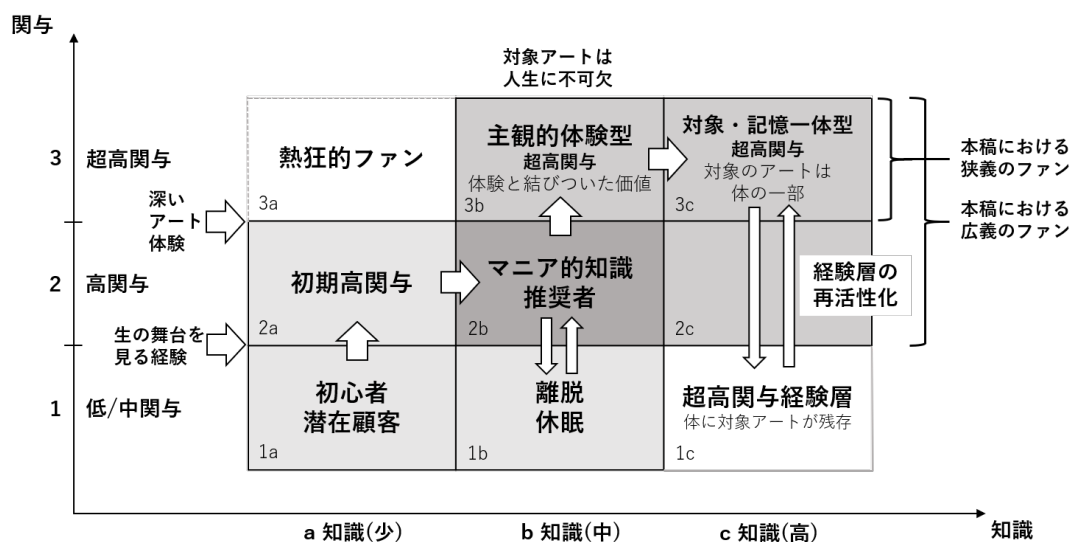 関与
対象アートは
人生に不可欠
3 超高関与
熱狂的ファン
3a
主観的体験型
超高関与
体験と結びついた価値
3b
対象・記憶一体型
超高関与
対象のアートは
体の一部
3c
本稿における
狭義のファン
本稿における
広義のファン
深い
アート
体験
2 高関与
初期高関与
2a
マニア的知識
推奨者
2b
2c
経験層の
再活性化
生の舞台を
見る経験
1 低/中関与
初心者
潜在顧客
1a
離脱
休眠
1b
超高関与経験層
体に対象アートが残存
1c
a 知識(少)
b 知識(中)
c 知識(高)
知識